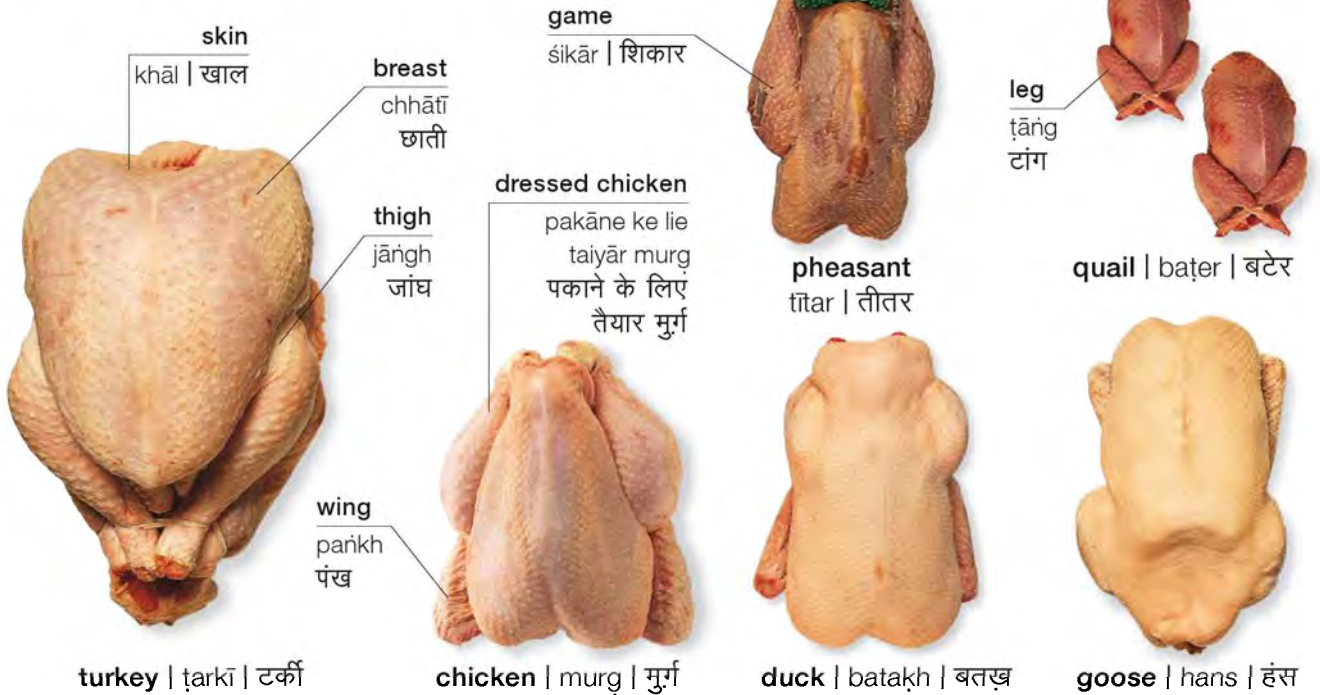 skin
khāl | खाल
breast
chhātī
छाती
thigh
jāṅgh
जांघ
dressed chicken
pakāne ke lie
taiyār murg
पकाने के लिए
तैयार मुर्ग़
wing
paṅkh
पंख
game
śikār | शिकार
leg
ṭāṅg
टांग
pheasant
tītar | तीतर
quail | baṭer | बटेर
turkey | ṭarkī | टर्की
chicken | murg̣ | मुर्ग़
duck | batak̠h | बतख़
goose | hans | हंस